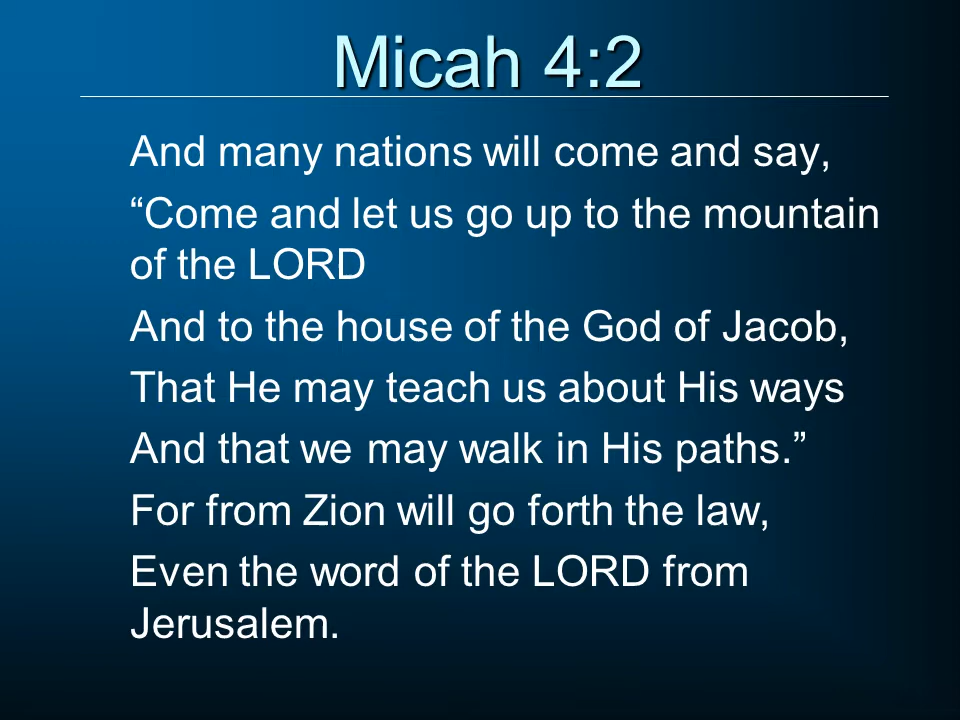 Micah 4:2
And many nations will come and say,
“Come and let us go up to the mountain
of the LORD
And to the house of the God of Jacob,
That He may teach us about His ways
And that we may walk in His paths.”
For from Zion will go forth the law,
Even the word of the LORD from
Jerusalem.